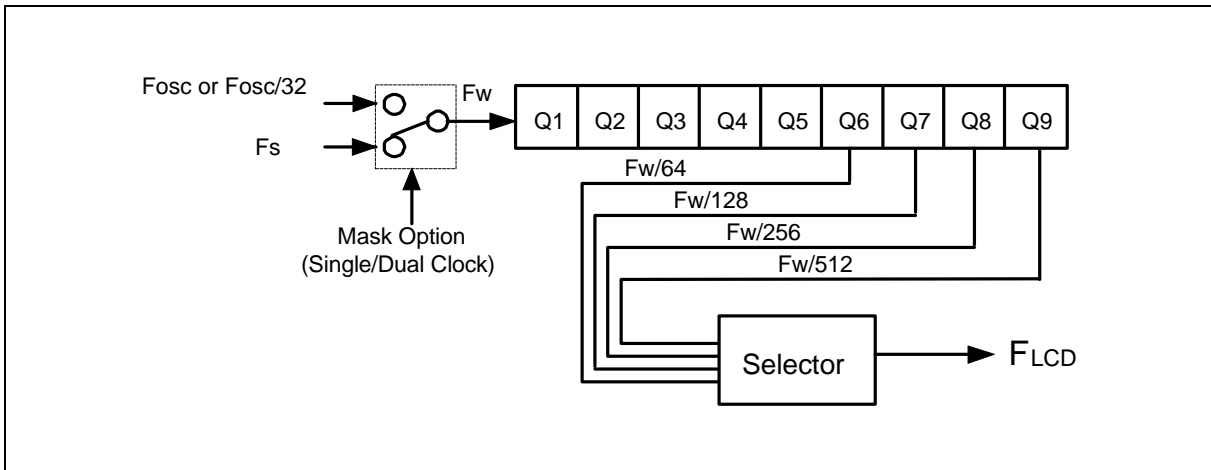 Fosc or Fosc/32
Fw
Fs
Q1 Q2 Q3 Q4 Q5 Q6 Q7 Q8 Q9
Fw/64
Fw/128
Fw/256
Fw/512
Mask Option
(Single/Dual Clock)
Selector
FLCD